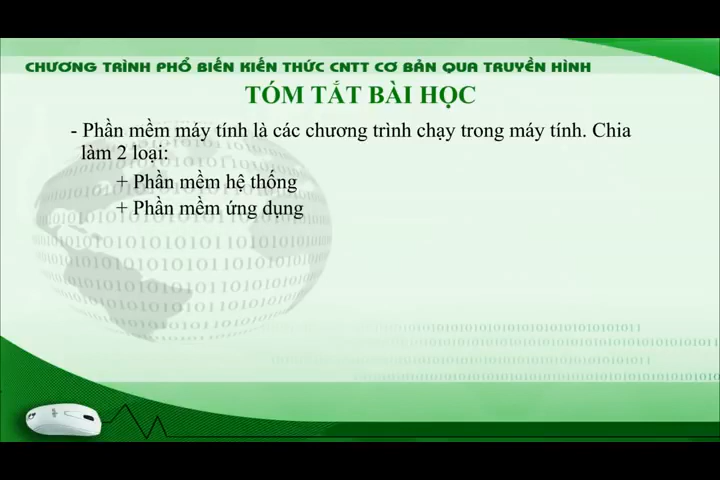 CHƯƠNG TRÌNH PHỔ BIẾN KIẾN THỨC CNTT CƠ BẢN QUA TRUYỀN HÌNH
TÓM TẮT BÀI HỌC
- Phần mềm máy tính là các chương trình chạy trong máy tính. Chia
làm 2 loại:
+ Phần mềm hệ thống
+ Phần mềm ứng dụng